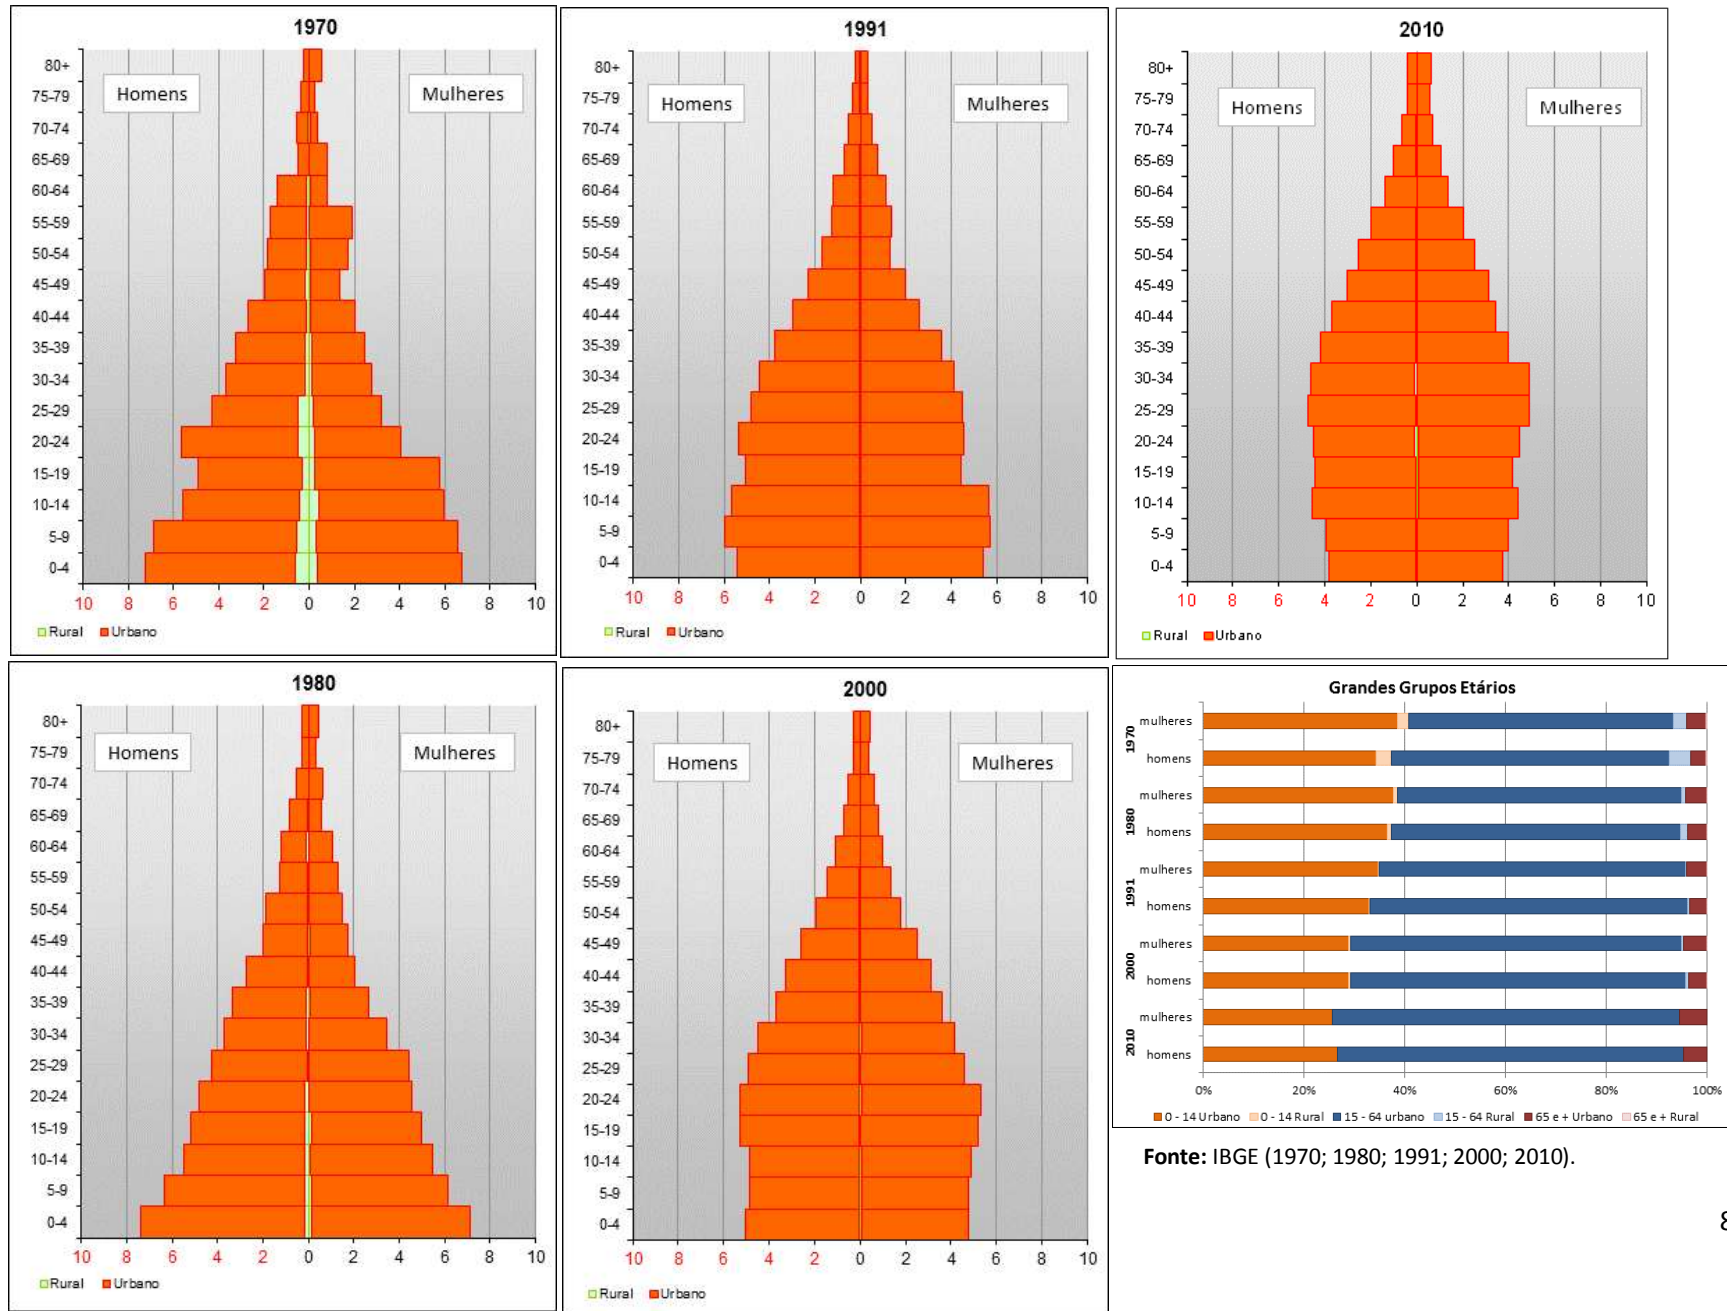 1970
Homens
Mulheres
80+
75-79
70-74
65-69
60-64
55-59
50-54
45-49
40-44
35-39
30-34
25-29
20-24
15-19
10-14
5-9
0-4
10 8 6 4 2 0 2 4 6 8 10
Rural Urbano
1991
Homens
Mulheres
80+
75-79
70-74
65-69
60-64
55-59
50-54
45-49
40-44
35-39
30-34
25-29
20-24
15-19
10-14
5-9
0-4
10 8 6 4 2 0 2 4 6 8 10
Rural Urbano
2010
Homens
Mulheres
80+
75-79
70-74
65-69
60-64
55-59
50-54
45-49
40-44
35-39
30-34
25-29
20-24
15-19
10-14
5-9
0-4
10 8 6 4 2 0 2 4 6 8 10
Rural Urbano
1980
Homens
Mulheres
80+
75-79
70-74
65-69
60-64
55-59
50-54
45-49
40-44
35-39
30-34
25-29
20-24
15-19
10-14
5-9
0-4
10 8 6 4 2 0 2 4 6 8 10
Rural Urbano
2000
Homens
Mulheres
80+
75-79
70-74
65-69
60-64
55-59
50-54
45-49
40-44
35-39
30-34
25-29
20-24
15-19
10-14
5-9
0-4
10 8 6 4 2 0 2 4 6 8 10
Rural Urbano
Grandes Grupos Etários
1970
mulheres
homens
1980
mulheres
homens
1991
mulheres
homens
2000
mulheres
homens
2010
mulheres
homens
0% 20% 40% 60% 80% 100%
0 - 14 Urbano 0 - 14 Rural 15 - 64 urbano 15 - 64 Rural 65 e + Urbano 65 e + Rural
Fonte: IBGE (1970; 1980; 1991; 2000; 2010).
8